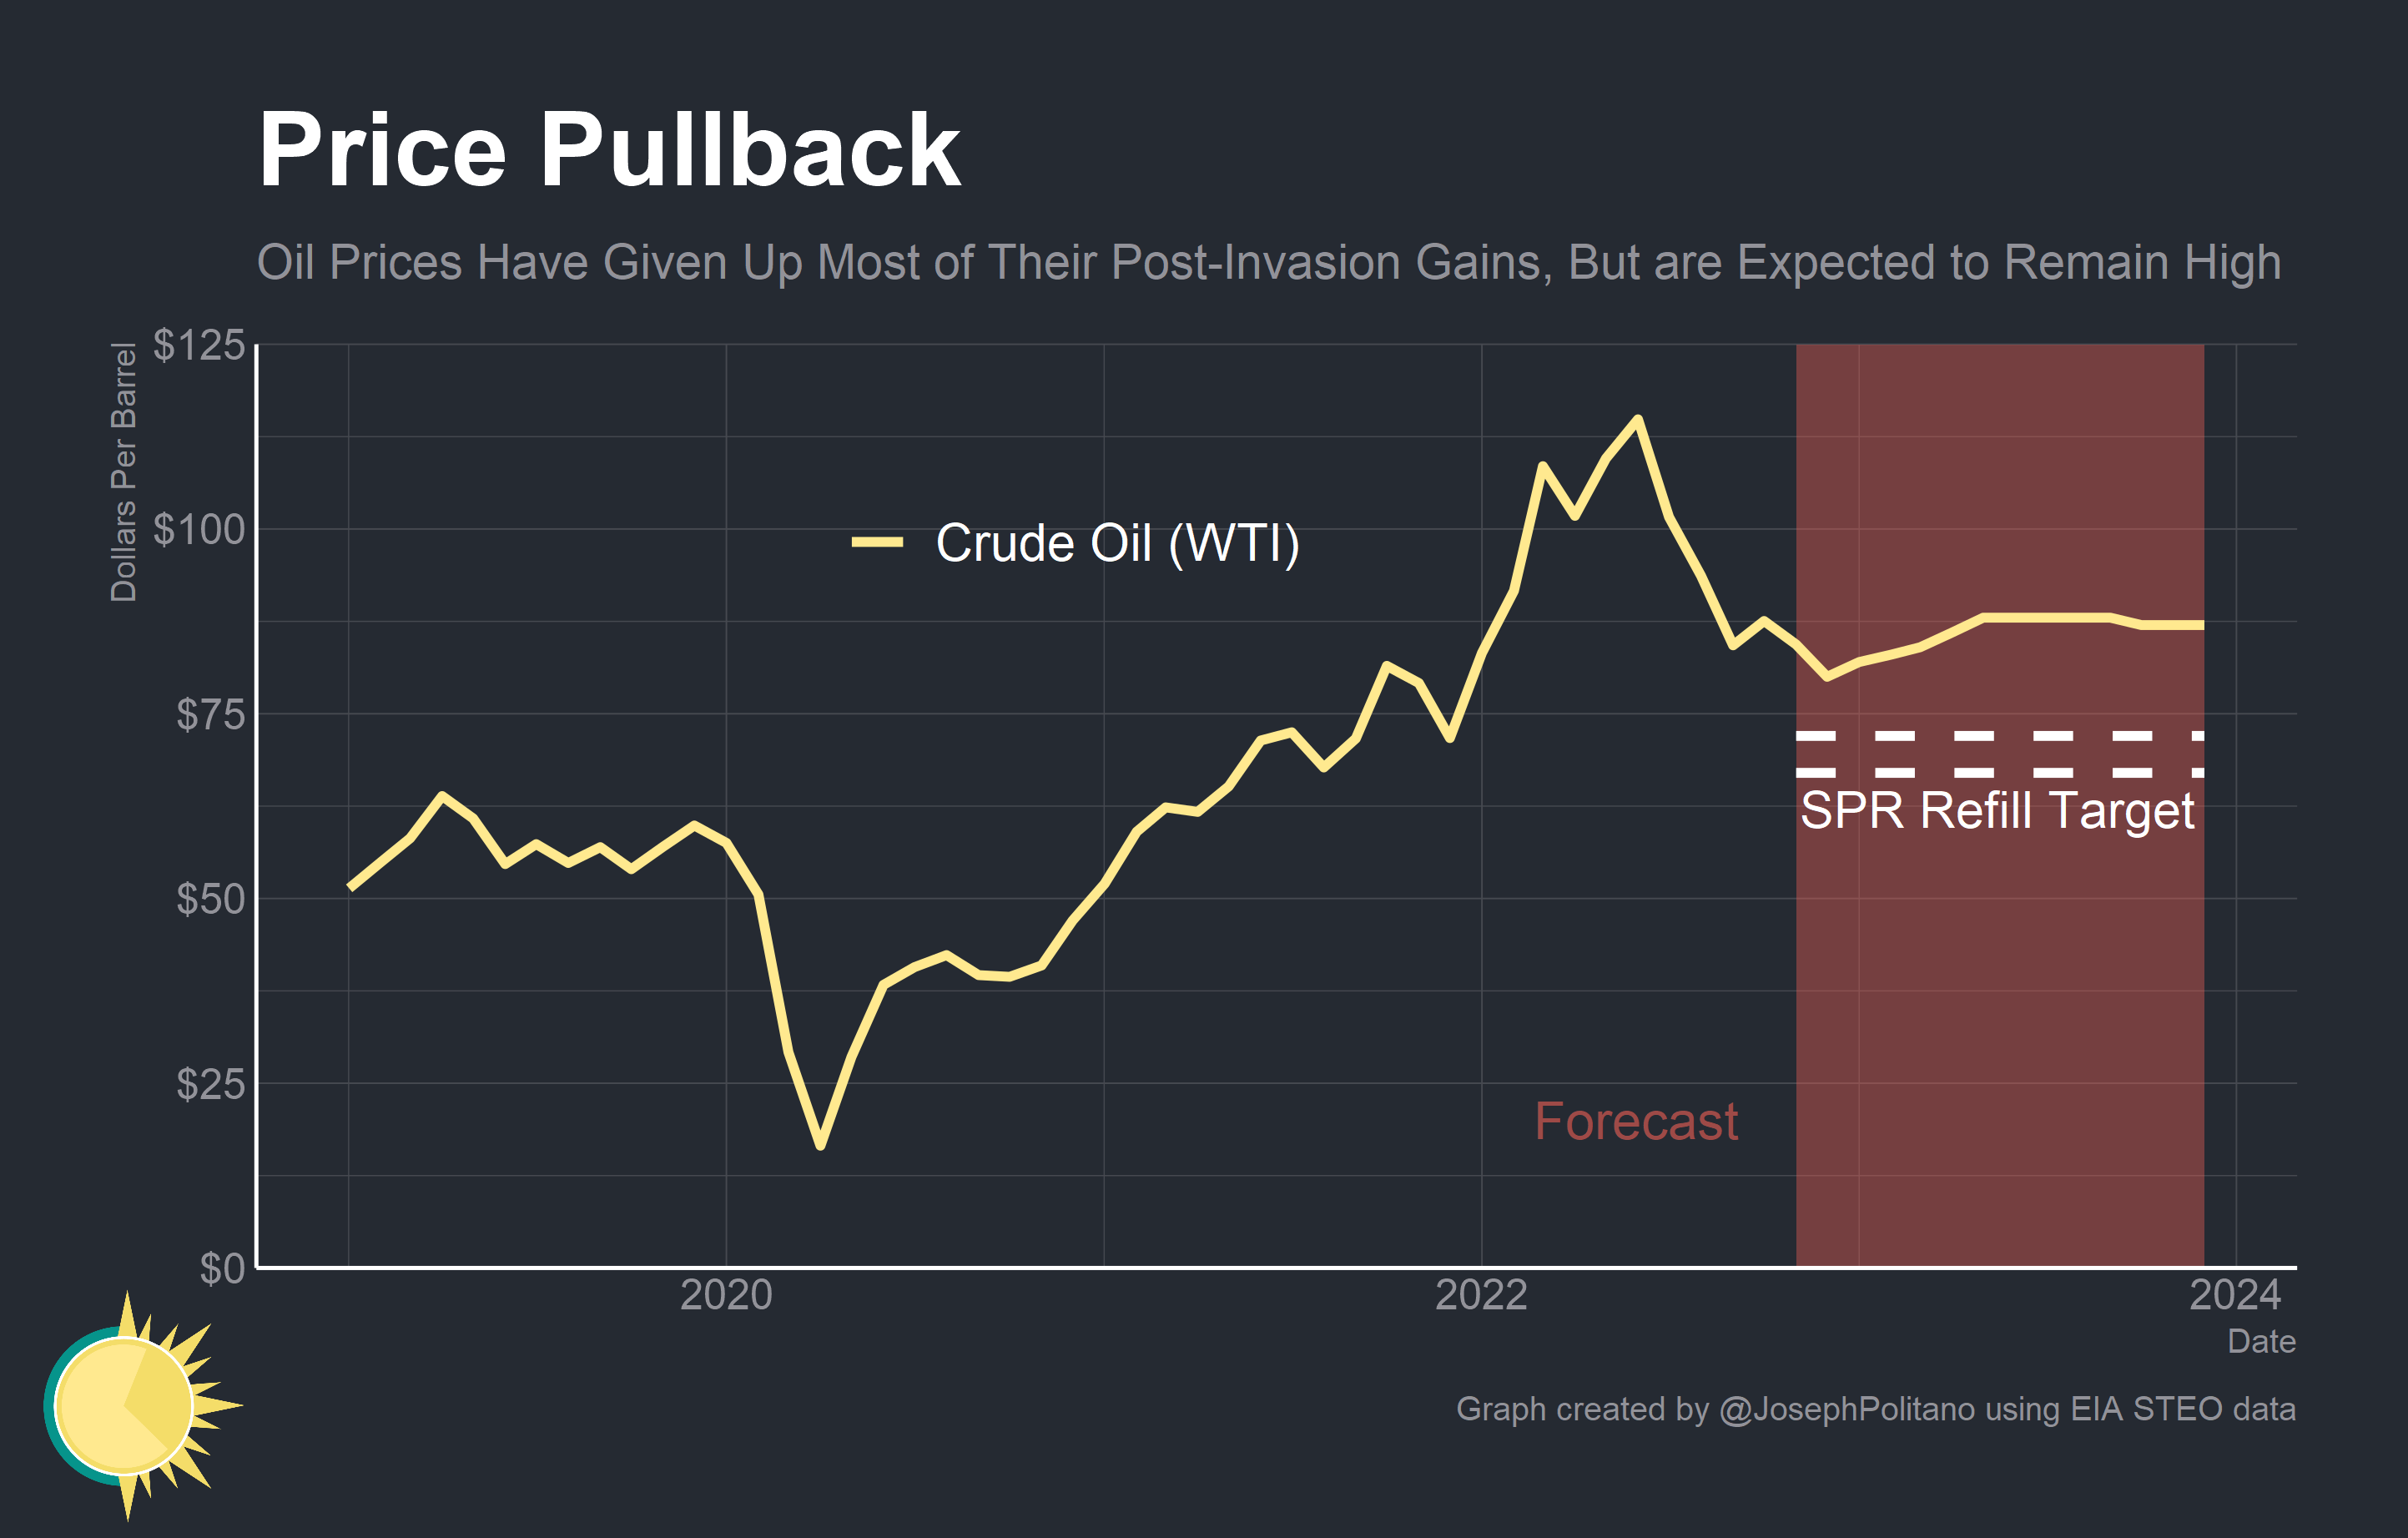 Price Pullback
Oil Prices Have Given Up Most of Their Post-Invasion Gains, But are Expected to Remain High
Dollars Per Barrel
$125
$100
$75
$50
$25
$0
Crude Oil (WTI)
SPR Refill Target
Forecast
2020
2022
2024
Date
Graph created by @JosephPolitano using EIA STEO data